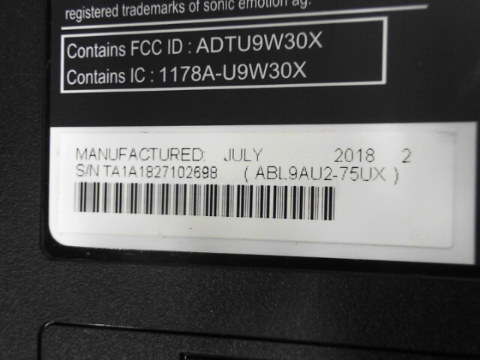 registered trademarks of sonic emotion AG.
Contains FCC ID : ADTU9W30X
Contains IC : 1178A-U9W30X
MANUFACTURED: JULY 2018 2
S/N TA1A1827102698 ( ABL9AU2-75UX )